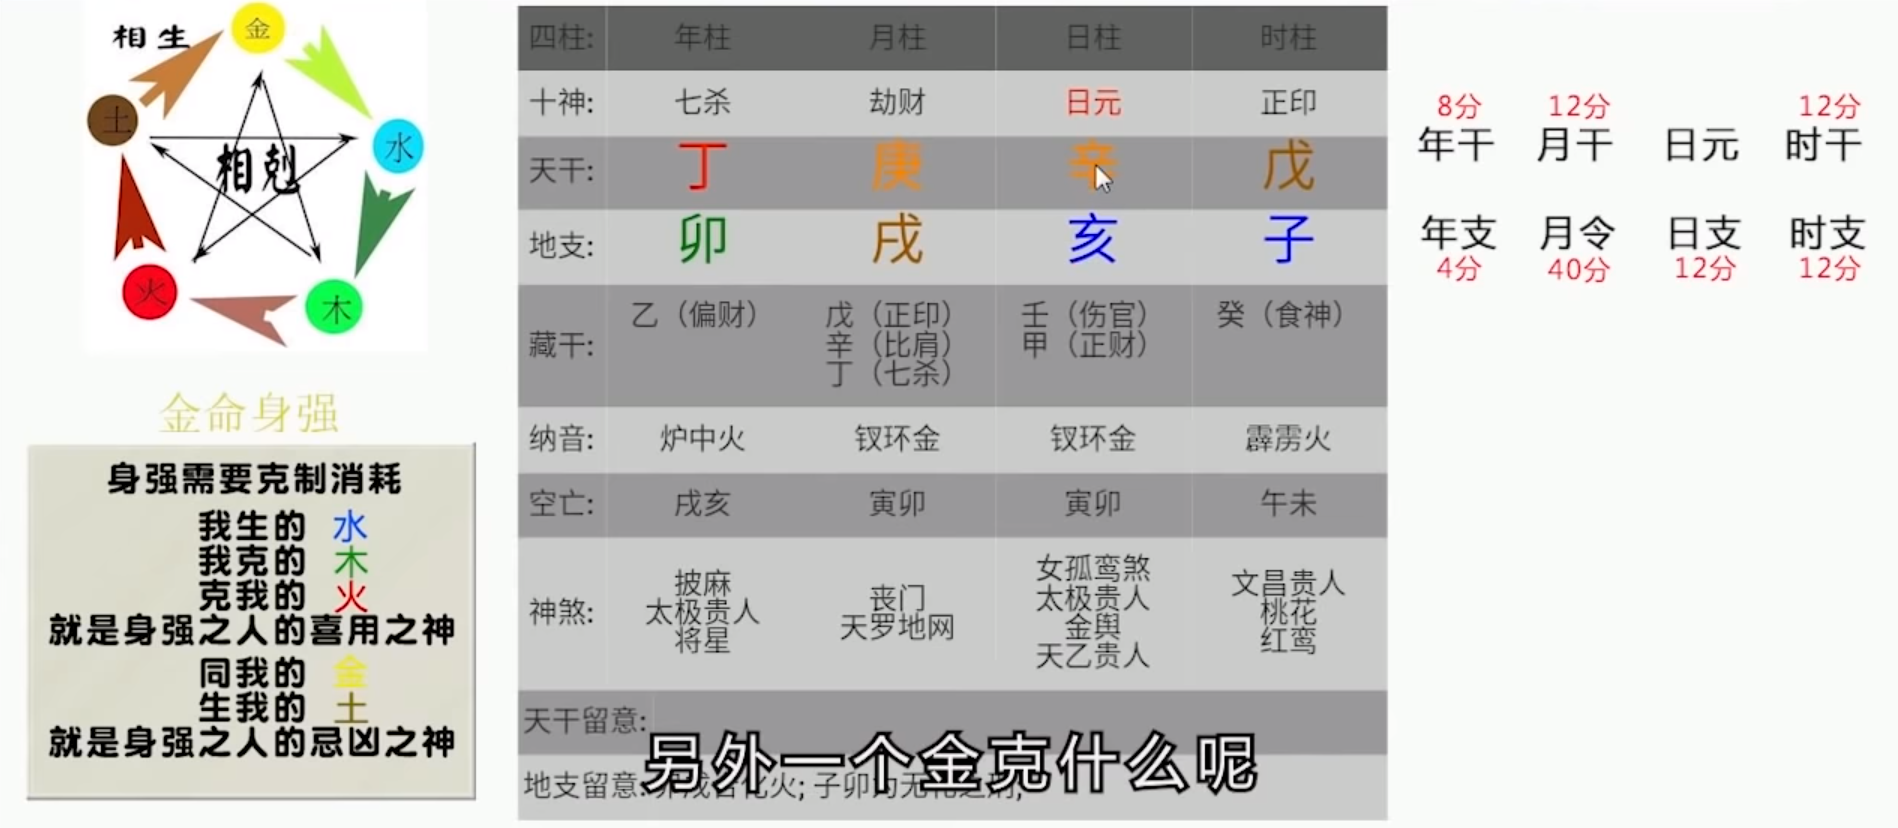 相生
金
土
水
相剋
火
木
金命身强
身强需要克制消耗
我生的 水
我克的 木
克我的 火
就是身强之人的喜用之神
同我的 金
生我的 土
就是身强之人的忌凶之神
四柱: 年柱 月柱 日柱 时柱
十神: 七杀 劫财 日元 正印
天干: 丁 庚 辛 戊
地支: 卯 戌 亥 子
藏干: 乙（偏财） 戊（正印） 壬（伤官） 癸（食神）
辛（比肩） 甲（正财）
丁（七杀）
纳音: 炉中火 钗环金 钗环金 霹雳火
空亡: 戌亥 寅卯 寅卯 午未
神煞: 披麻 丧门 女孤鸾煞 文昌贵人
太极贵人 天罗地网 太极贵人 桃花
将星 金舆 红鸾
天乙贵人
天干留意:
地支留意: 卯戌合化火; 子卯为无礼之刑;
另外一个金克什么呢
8分 12分 12分
年干 月干 日元 时干
年支 月令 日支 时支
4分 40分 12分 12分